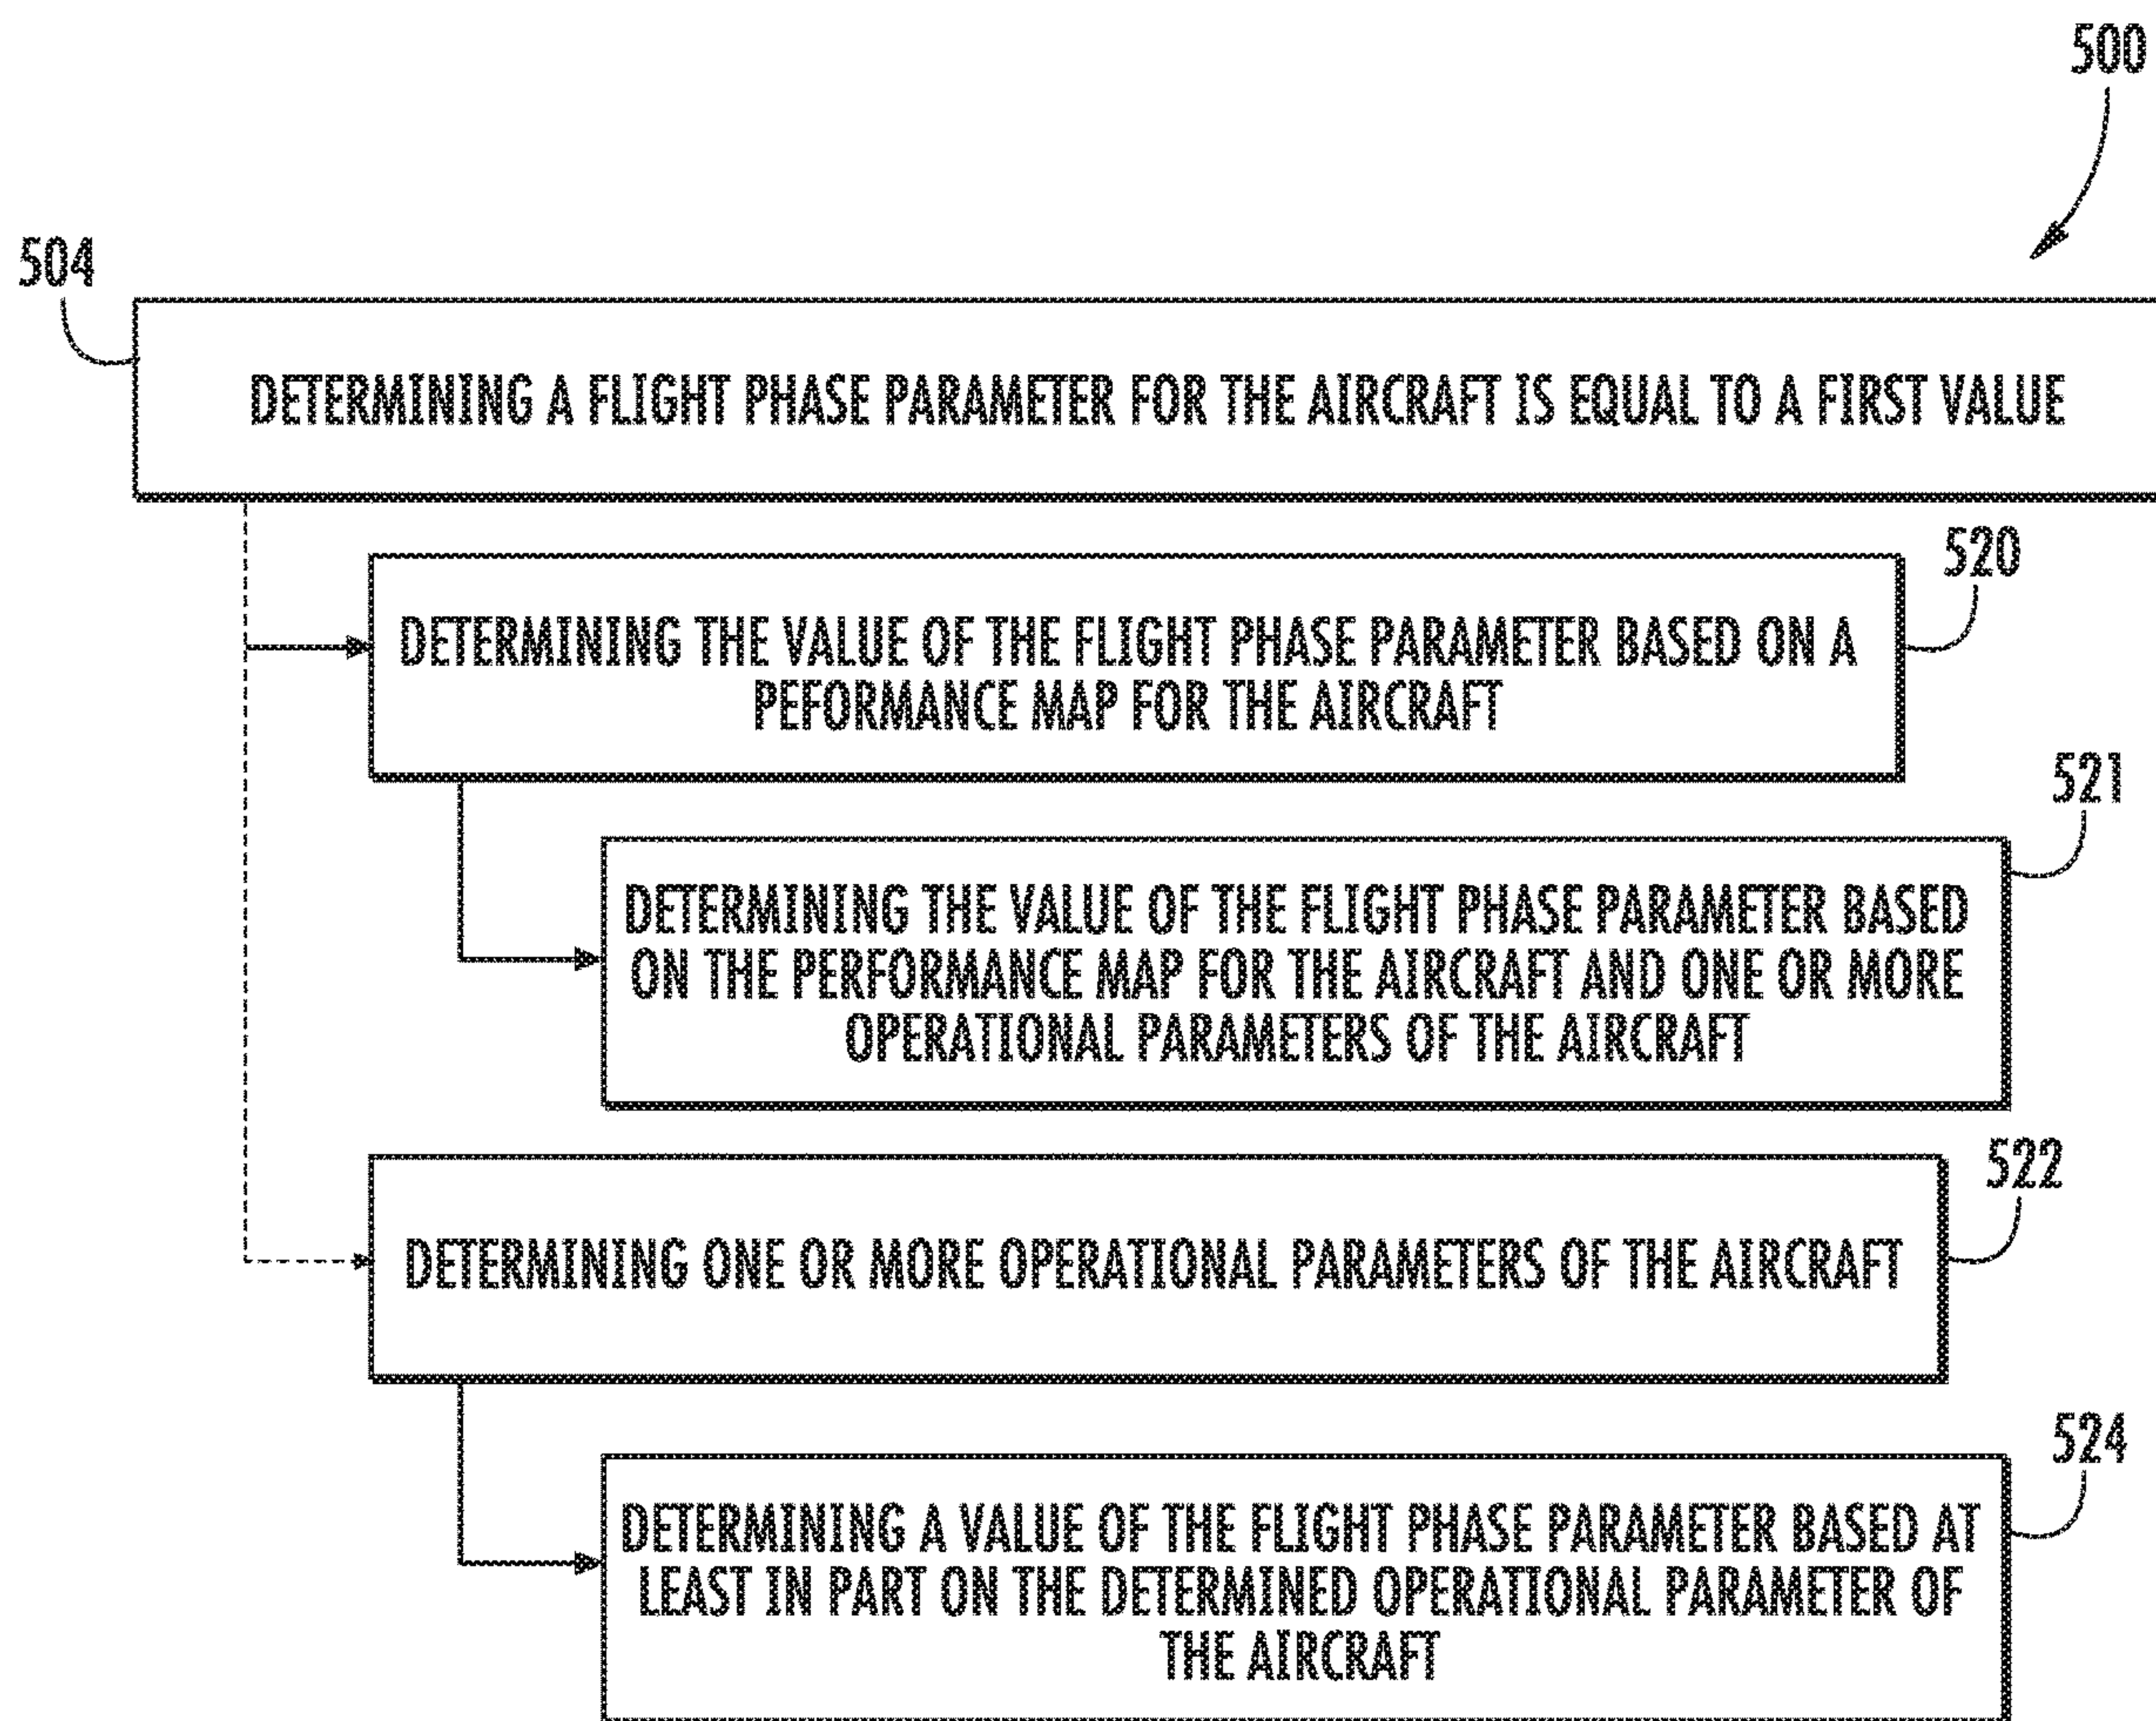 500
504
DETERMINING A FLIGHT PHASE PARAMETER FOR THE AIRCRAFT IS EQUAL TO A FIRST VALUE
520
DETERMINING THE VALUE OF THE FLIGHT PHASE PARAMETER BASED ON A
PEFORMANCE MAP FOR THE AIRCRAFT
521
DETERMINING THE VALUE OF THE FLIGHT PHASE PARAMETER BASED
ON THE PERFORMANCE MAP FOR THE AIRCRAFT AND ONE OR MORE
OPERATIONAL PARAMETERS OF THE AIRCRAFT
522
DETERMINING ONE OR MORE OPERATIONAL PARAMETERS OF THE AIRCRAFT
524
DETERMINING A VALUE OF THE FLIGHT PHASE PARAMETER BASED AT
LEAST IN PART ON THE DETERMINED OPERATIONAL PARAMETER OF
THE AIRCRAFT